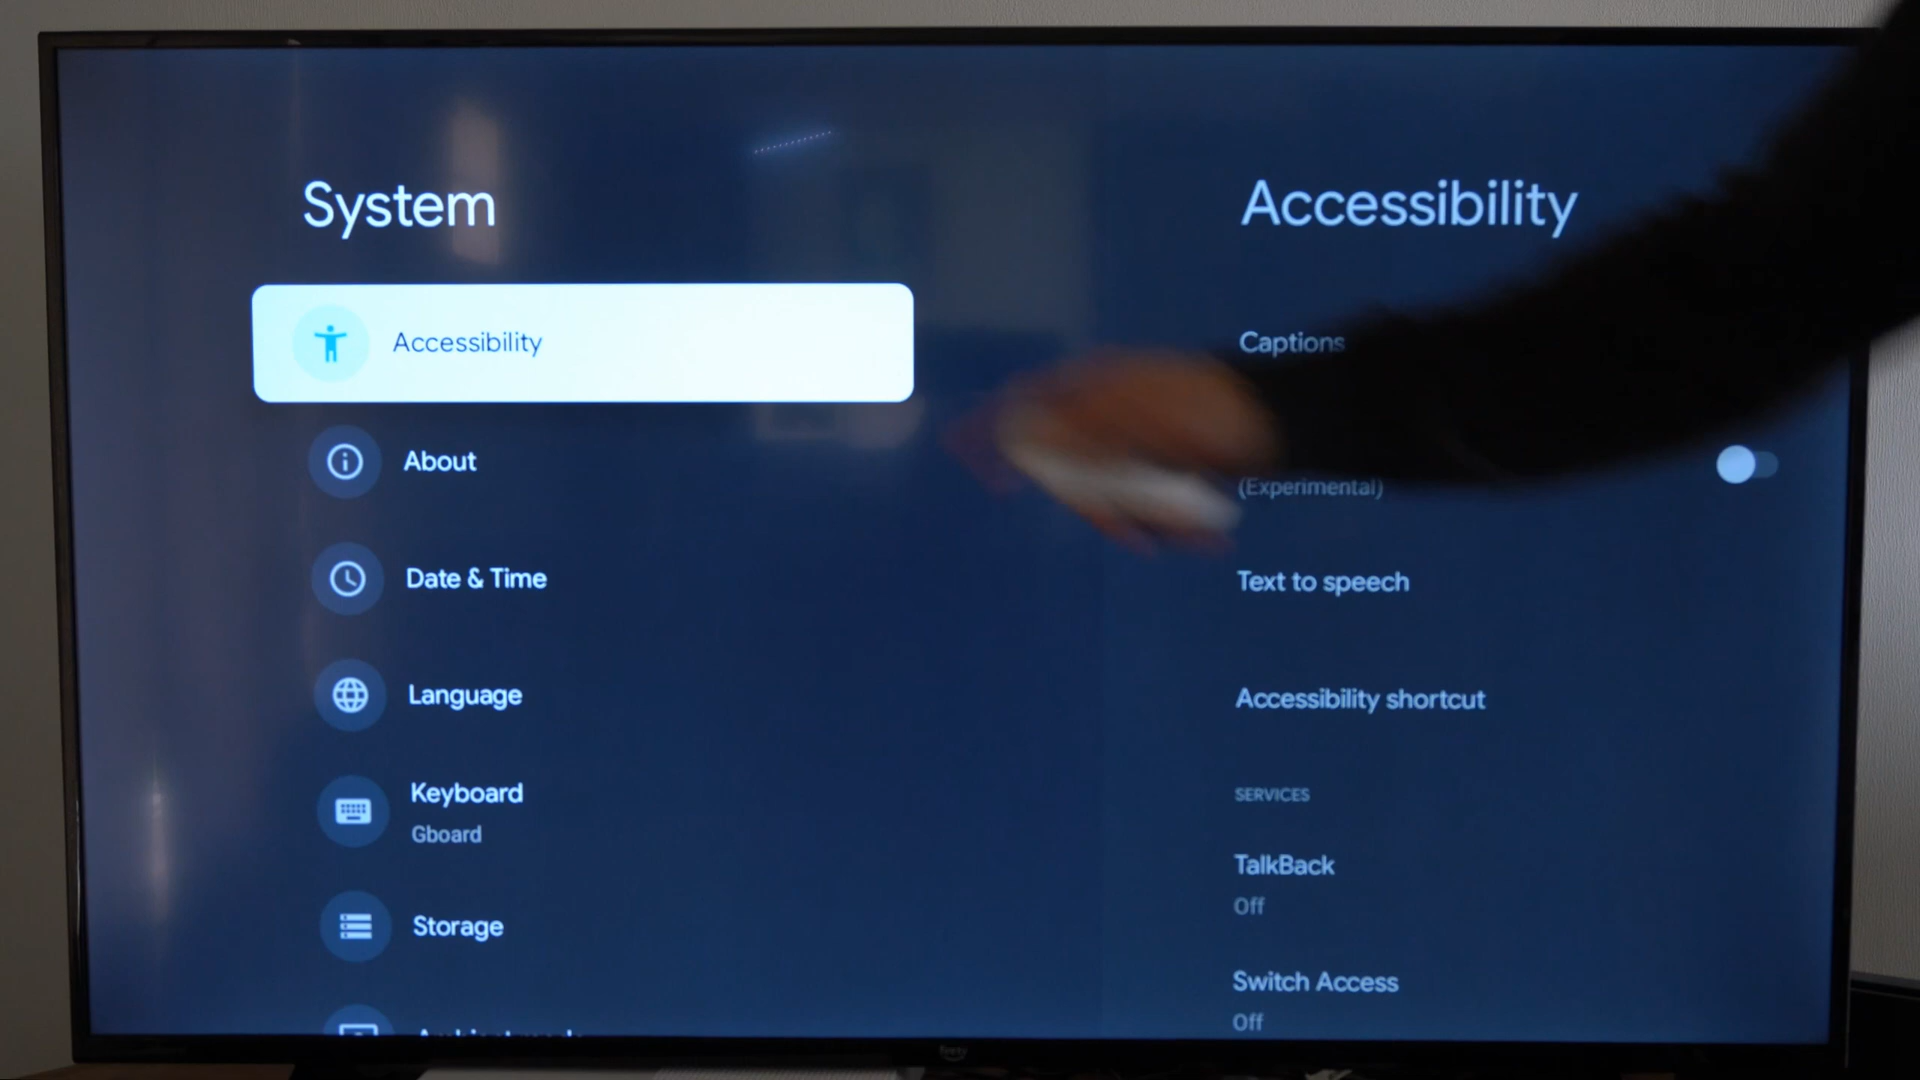 System
Accessibility
About
Date & Time
Language
Keyboard
Gboard
Storage
Accessibility
Captions
(Experimental)
Text to speech
Accessibility shortcut
SERVICES
TalkBack
Off
Switch Access
Off